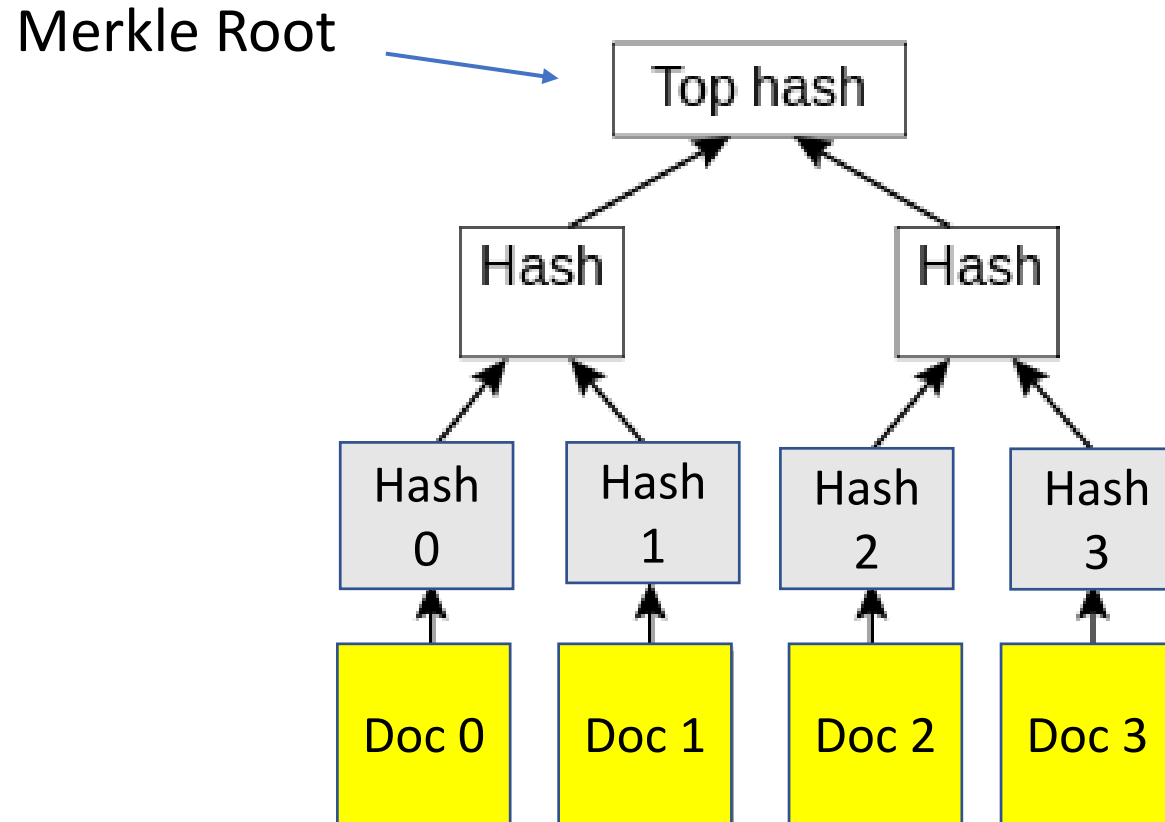 Merkle Root
Top hash
Hash
Hash
Hash
0
Hash
1
Hash
2
Hash
3
Doc 0
Doc 1
Doc 2
Doc 3